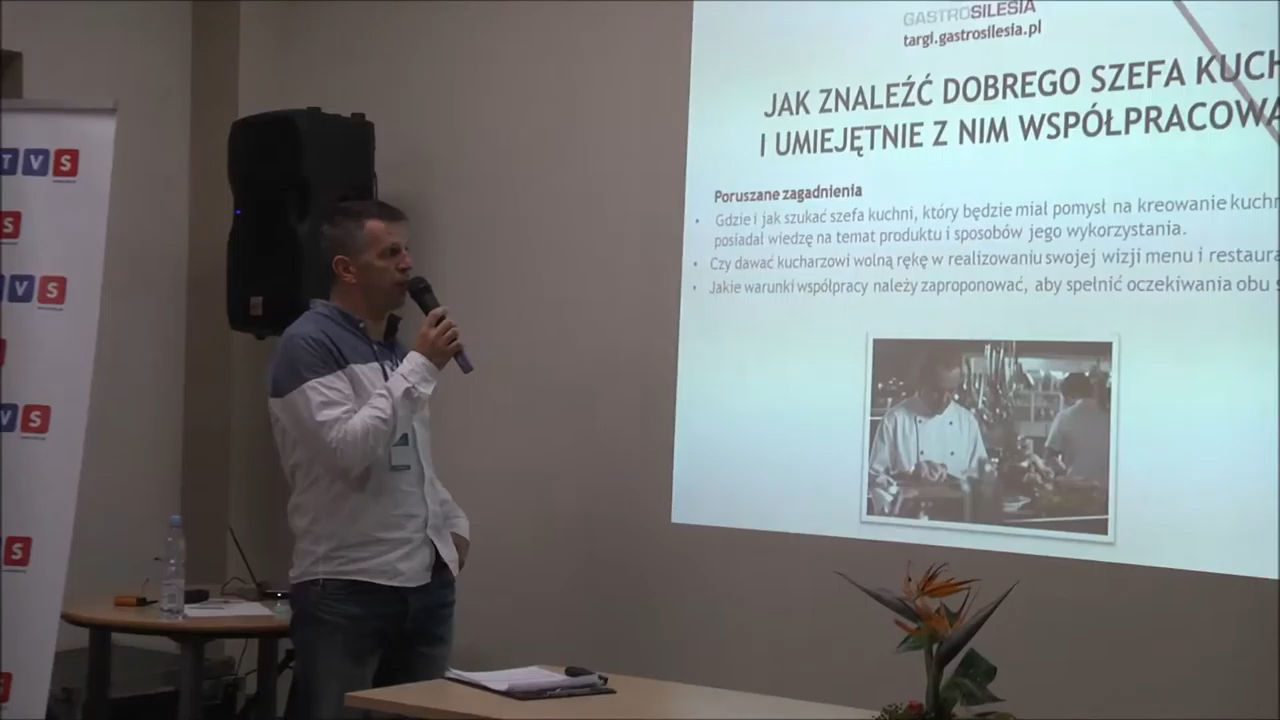 GASTROSILESIA
targi.gastrosilesia.pl
JAK ZNALEŹĆ DOBREGO SZEFA KUCH
I UMIEJĘTNIE Z NIM WSPÓŁPRACOWA
Poruszane zagadnienia
• Gdzie i jak szukać szefa kuchni, który będzie miał pomysł na kreowanie kuchn
posiadał wiedzę na temat produktu i sposobów jego wykorzystania.
• Czy dawać kucharzowi wolną rękę w realizowaniu swojej wizji menu i restaura
• Jakie warunki współpracy należy zaproponować, aby spełnić oczekiwania obu s
TVS
S
VS
VS
S